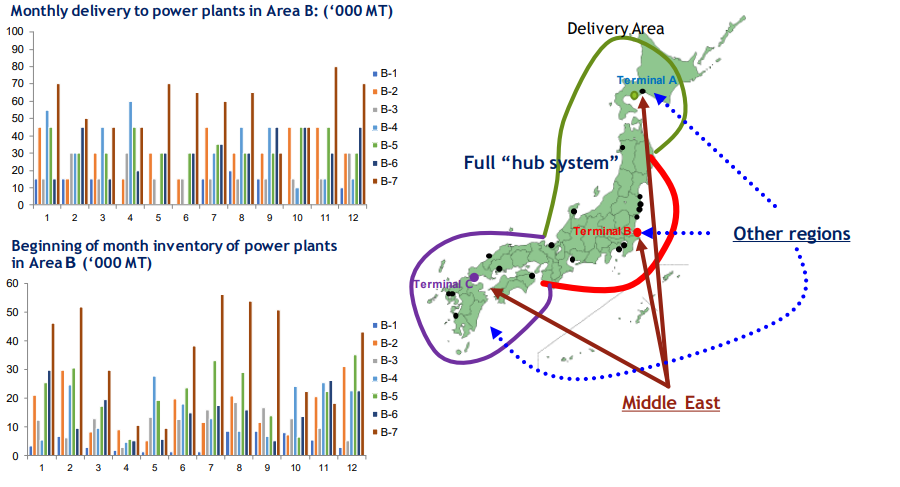 Monthly delivery to power plants in Area B: (‘000 MT)
100
90
80
70
60
50
40
30
20
10
0
1 2 3 4 5 6 7 8 9 10 11 12
B-1
B-2
B-3
B-4
B-5
B-6
B-7
Beginning of month inventory of power plants
in Area B (‘000 MT)
60
50
40
30
20
10
0
1 2 3 4 5 6 7 8 9 10 11 12
B-1
B-2
B-3
B-4
B-5
B-6
B-7
Delivery Area
Terminal A
Full “hub system”
Terminal B
Other regions
Terminal C
Middle East